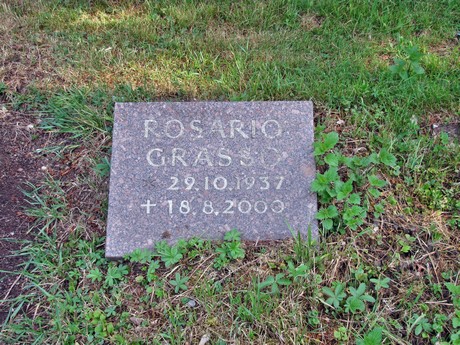 ROSARIO
GRASSO
* 29.10.1937
+ 18.8.2000